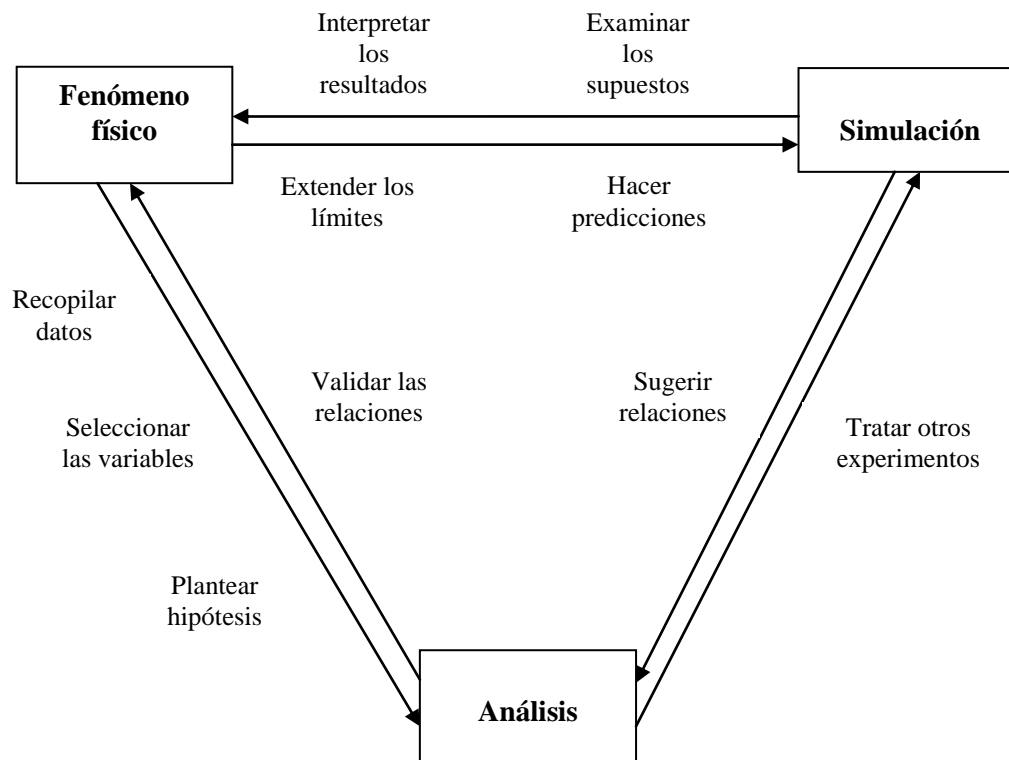 Interpretar
los
resultados
Examinar
los
supuestos
Fenómeno
físico
Simulación
Extender los
límites
Hacer
predicciones
Recopilar
datos
Validar las
relaciones
Sugerir
relaciones
Seleccionar
las variables
Tratar otros
experimentos
Plantear
hipótesis
Análisis